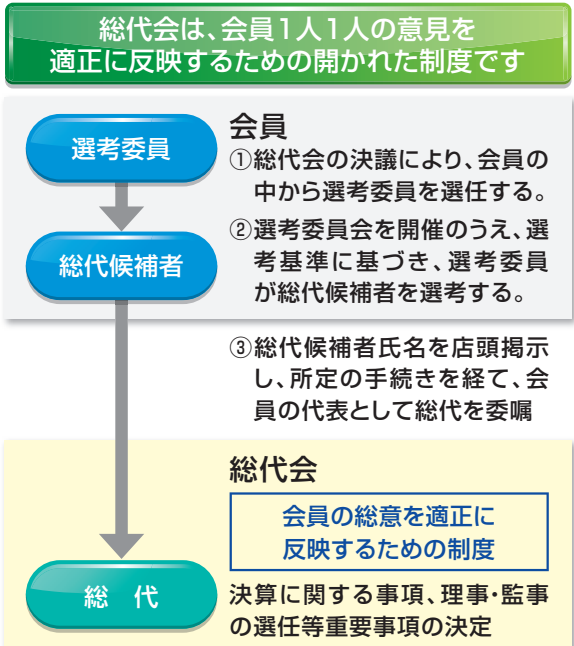 総代会は、会員1人1人の意見を
適正に反映するための開かれた制度です
選考委員
総代候補者
会員
①総代会の決議により、会員の
中から選考委員を選任する。
②選考委員会を開催のうえ、選
考基準に基づき、選考委員
が総代候補者を選考する。
③総代候補者氏名を店頭掲示
し、所定の手続きを経て、会
員の代表として総代を委嘱
総代会
会員の総意を適正に
反映するための制度
総　代
決算に関する事項、理事・監事
の選任等重要事項の決定